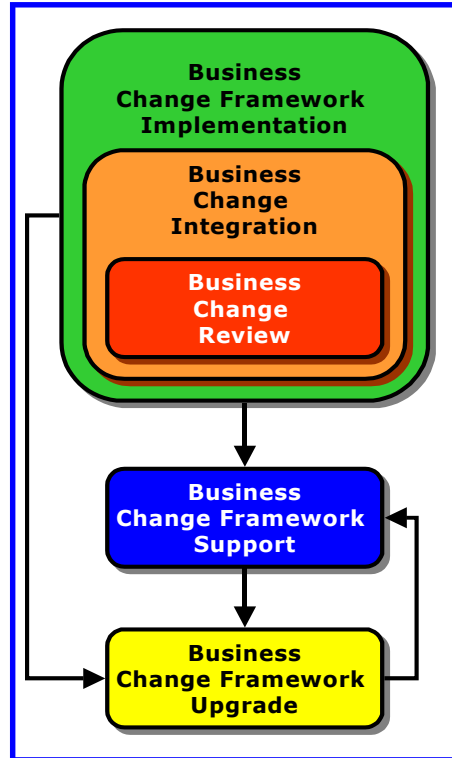 Business
Change Framework
Implementation
Business
Change
Integration
Business
Change
Review
Business
Change Framework
Support
Business
Change Framework
Upgrade